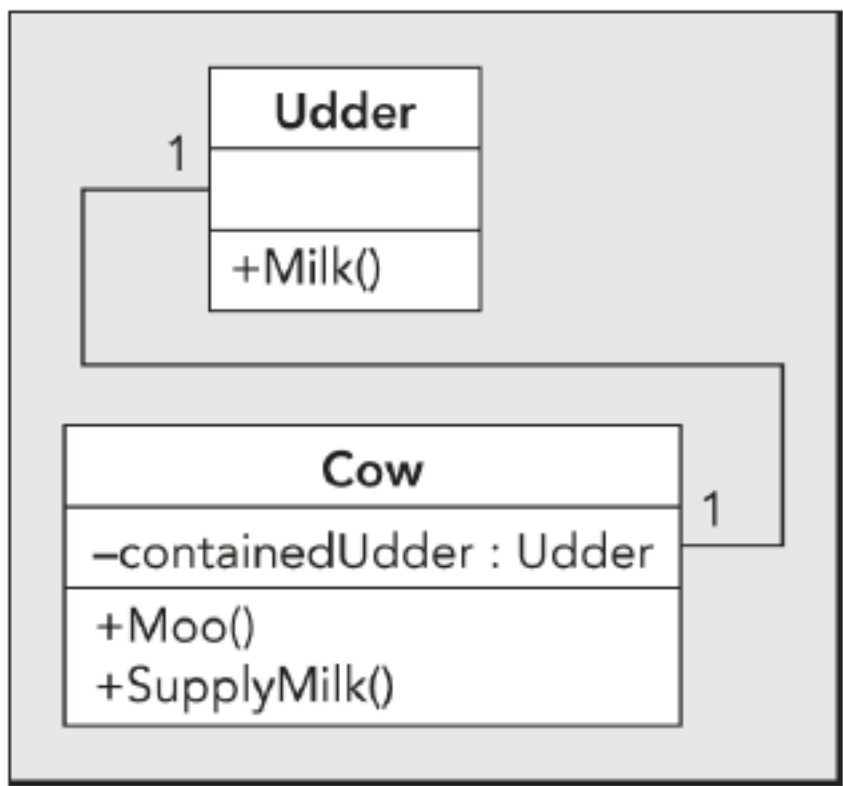 Udder
1
+Milk()
Cow
1
–containedUdder : Udder
+Moo()
+SupplyMilk()